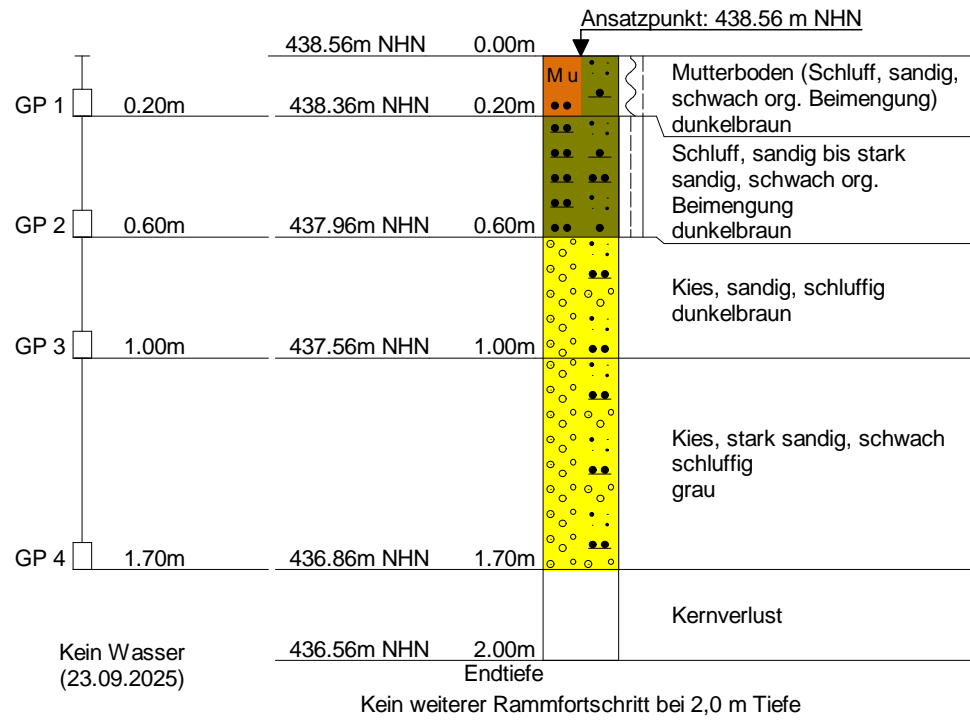 Ansatzpunkt: 438.56 m NHN
438.56m NHN 0.00m
Mu
Mutterboden (Schluff, sandig,
schwach org. Beimengung)
dunkelbraun
GP 1 0.20m 438.36m NHN 0.20m
Schluff, sandig bis stark
sandig, schwach org.
Beimengung
dunkelbraun
GP 2 0.60m 437.96m NHN 0.60m
Kies, sandig, schluffig
dunkelbraun
GP 3 1.00m 437.56m NHN 1.00m
Kies, stark sandig, schwach
schluffig
grau
GP 4 1.70m 436.86m NHN 1.70m
Kernverlust
Kein Wasser
(23.09.2025)
436.56m NHN 2.00m
Endtiefe
Kein weiterer Rammfortschritt bei 2,0 m Tiefe